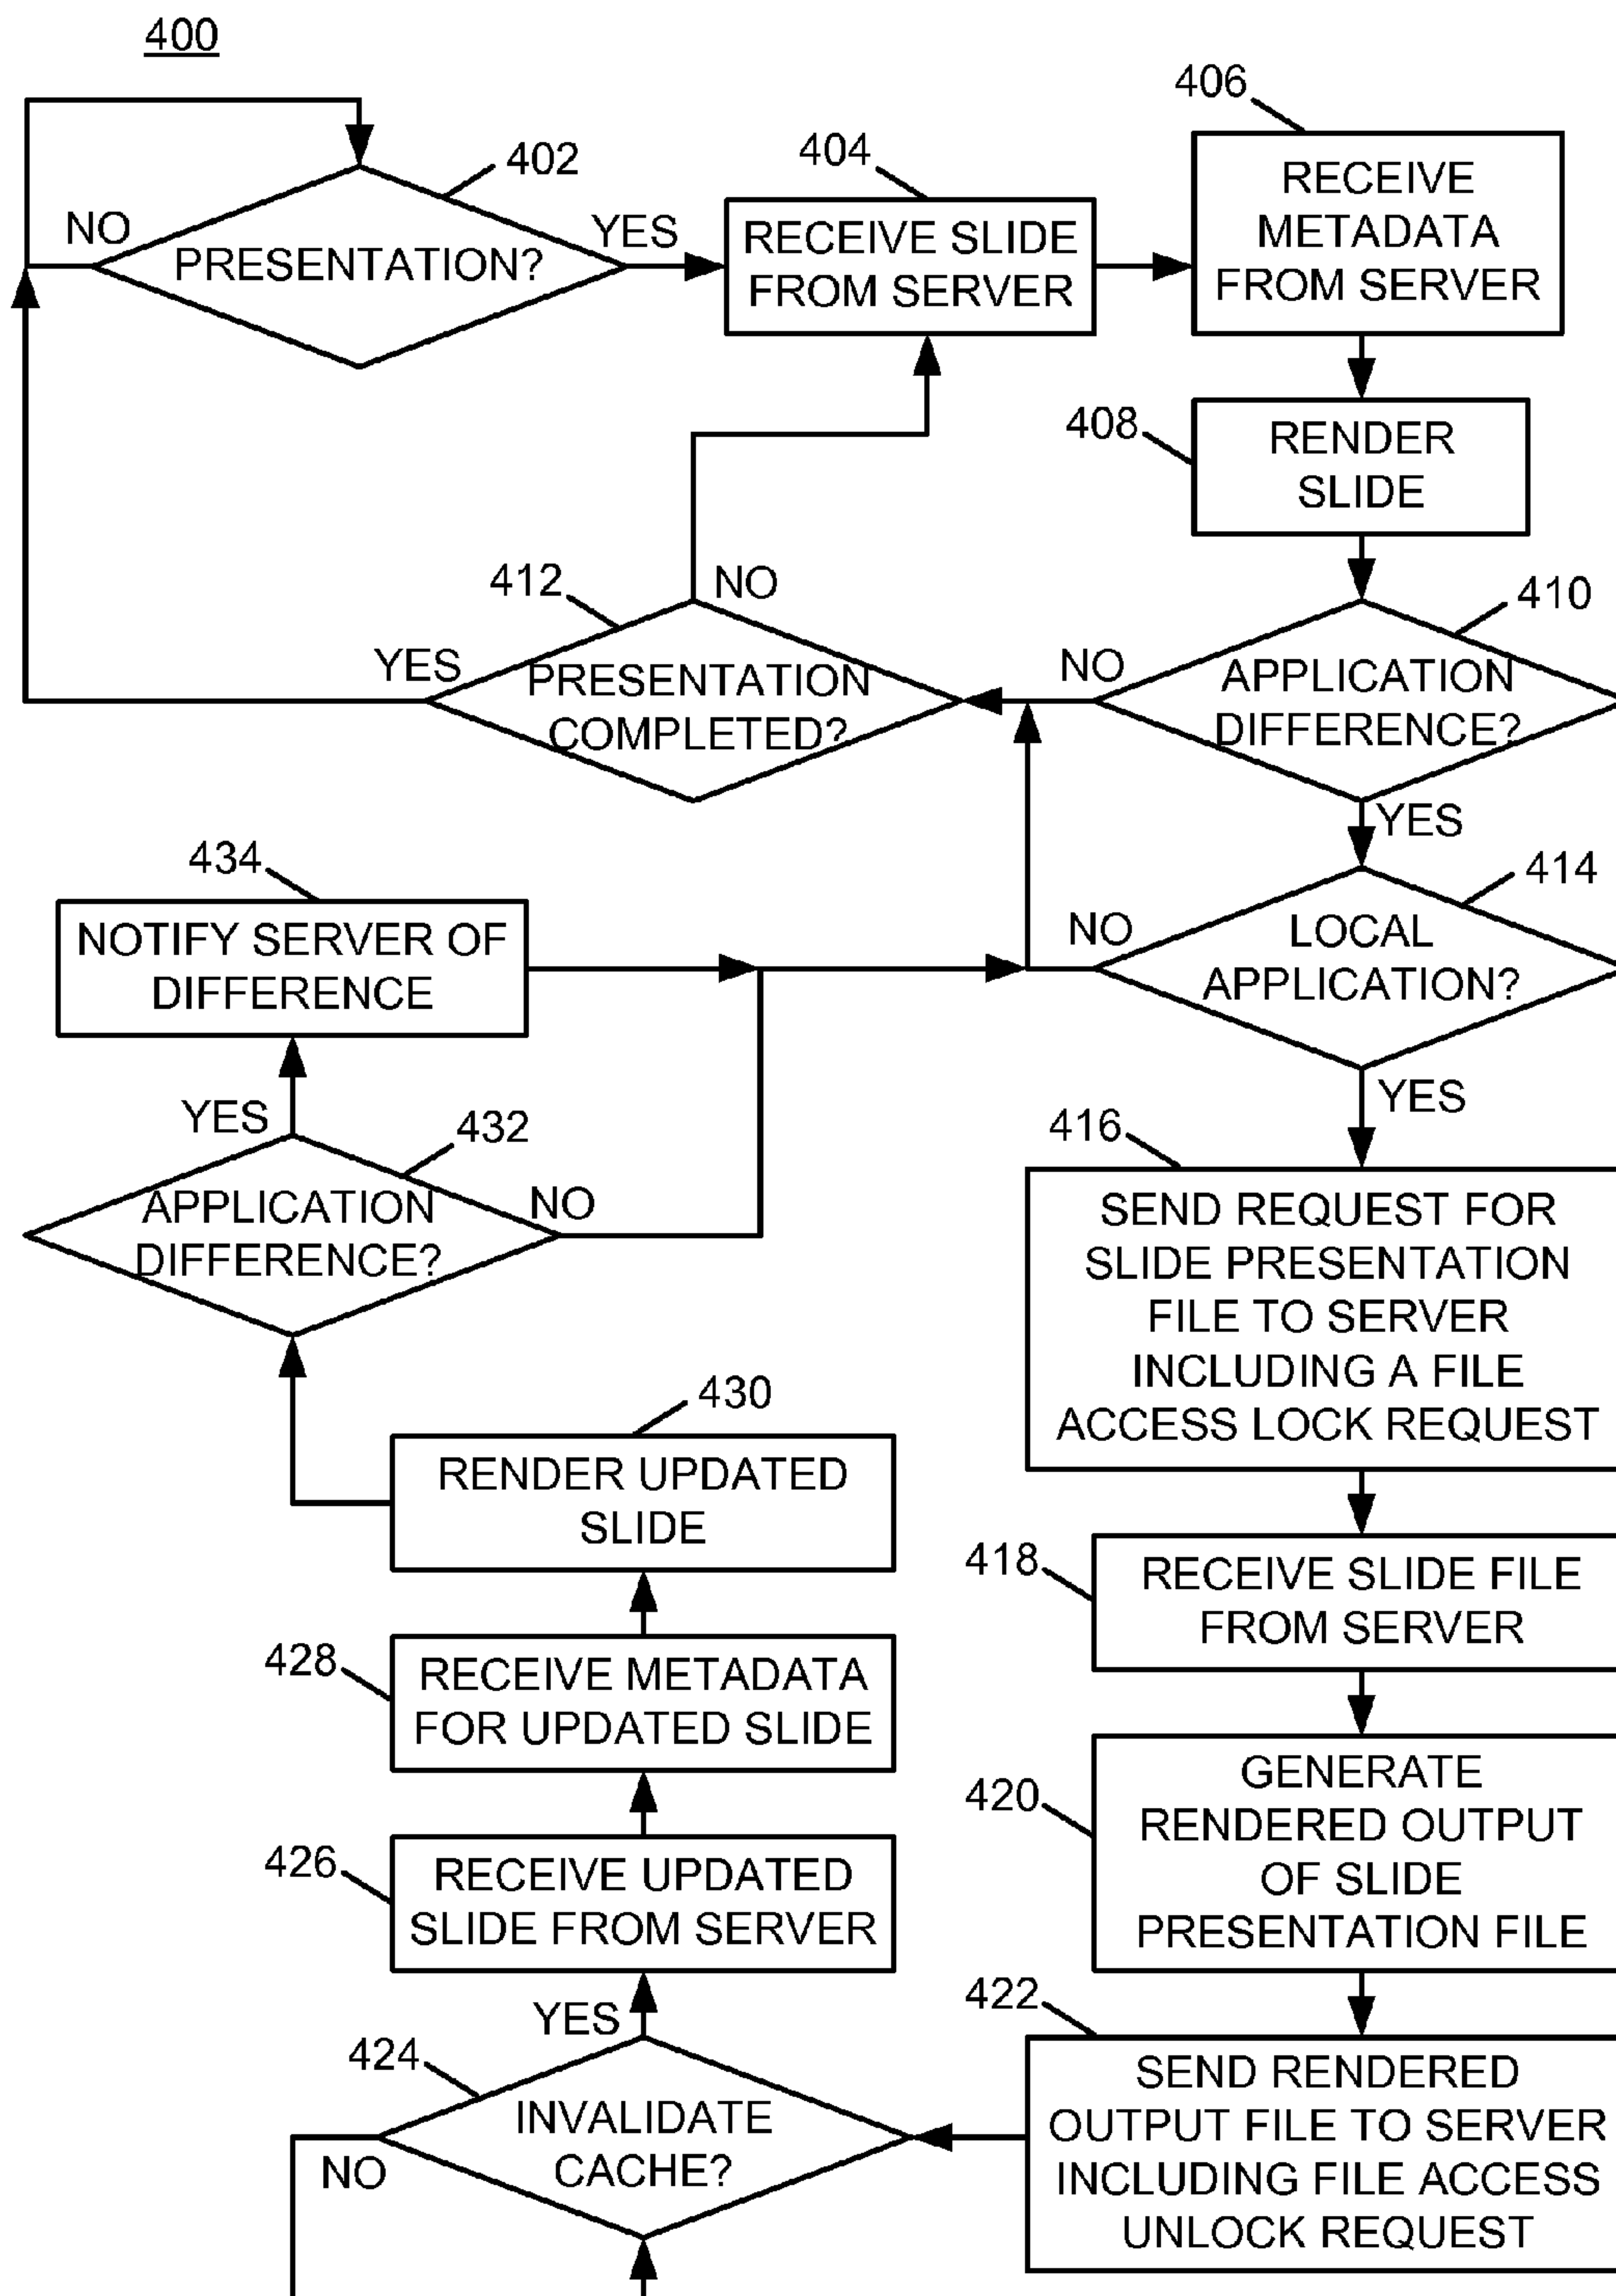 400
402
NO
PRESENTATION?
YES
404
RECEIVE SLIDE
FROM SERVER
406
RECEIVE
METADATA
FROM SERVER
408
RENDER
SLIDE
410
APPLICATION
DIFFERENCE?
NO
YES
412
NO
YES
PRESENTATION
COMPLETED?
414
LOCAL
APPLICATION?
NO
YES
416
SEND REQUEST FOR
SLIDE PRESENTATION
FILE TO SERVER
INCLUDING A FILE
ACCESS LOCK REQUEST
418
RECEIVE SLIDE FILE
FROM SERVER
420
GENERATE
RENDERED OUTPUT
OF SLIDE
PRESENTATION FILE
422
SEND RENDERED
OUTPUT FILE TO SERVER
INCLUDING FILE ACCESS
UNLOCK REQUEST
424
INVALIDATE
CACHE?
NO
YES
426
RECEIVE UPDATED
SLIDE FROM SERVER
428
RECEIVE METADATA
FOR UPDATED SLIDE
430
RENDER UPDATED
SLIDE
432
APPLICATION
DIFFERENCE?
NO
YES
434
NOTIFY SERVER OF
DIFFERENCE